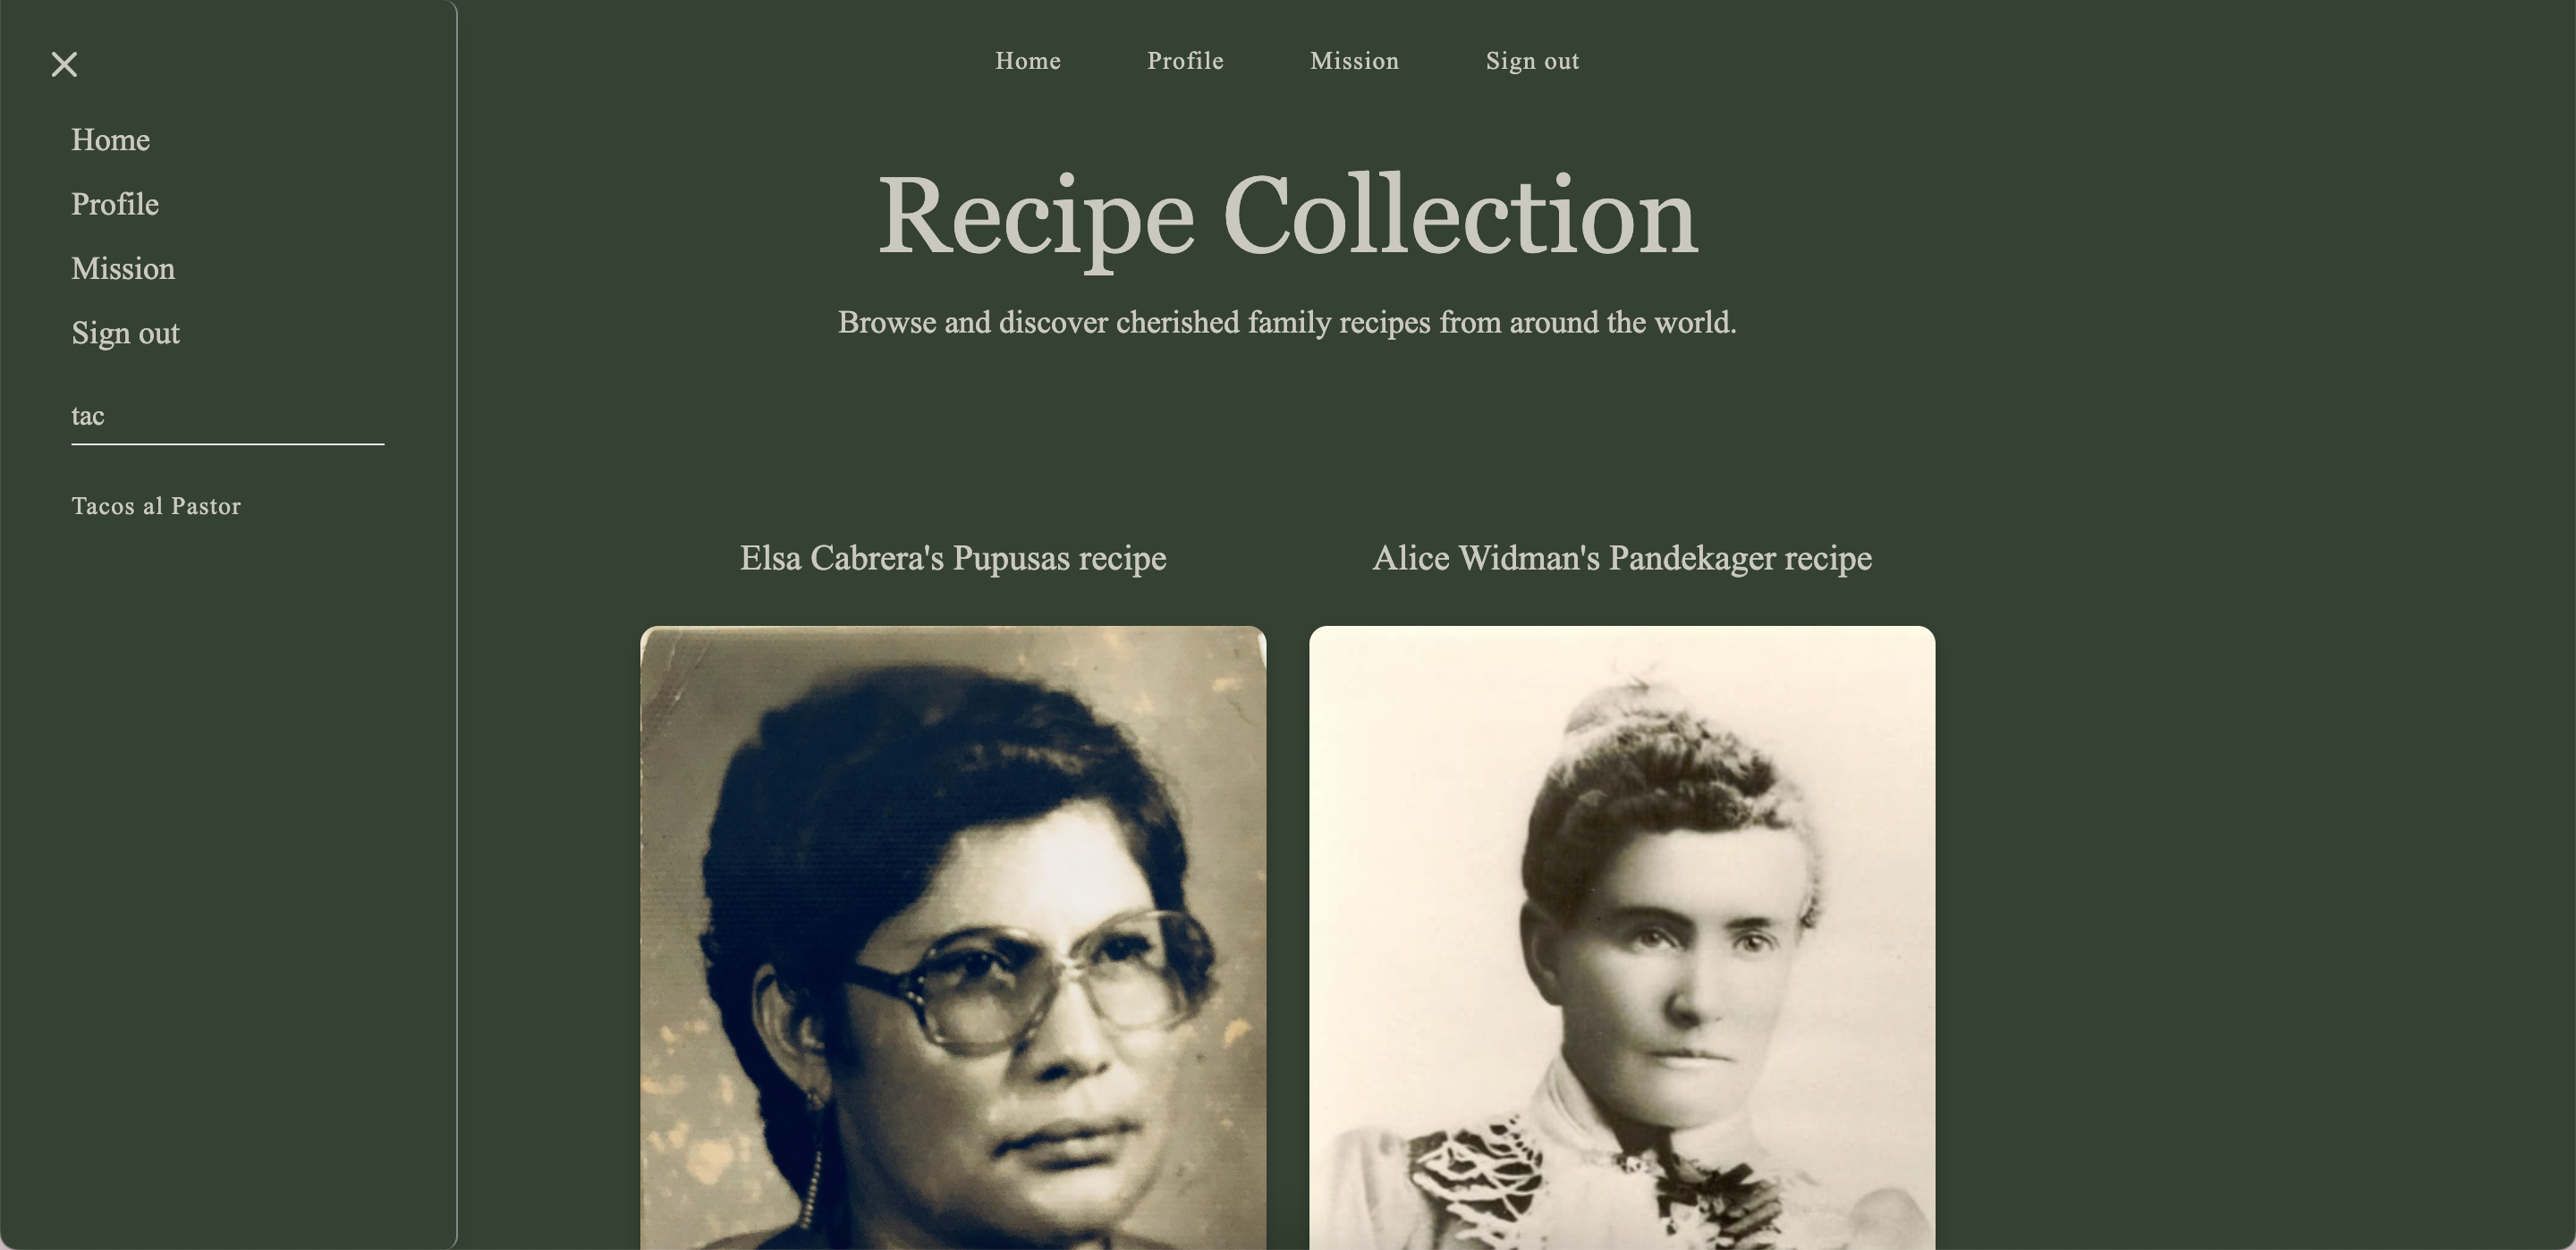 Home
Profile
Mission
Sign out
tac
Tacos al Pastor
Home Profile Mission Sign out
Recipe Collection
Browse and discover cherished family recipes from around the world.
Elsa Cabrera's Pupusas recipe
Alice Widman's Pandekager recipe